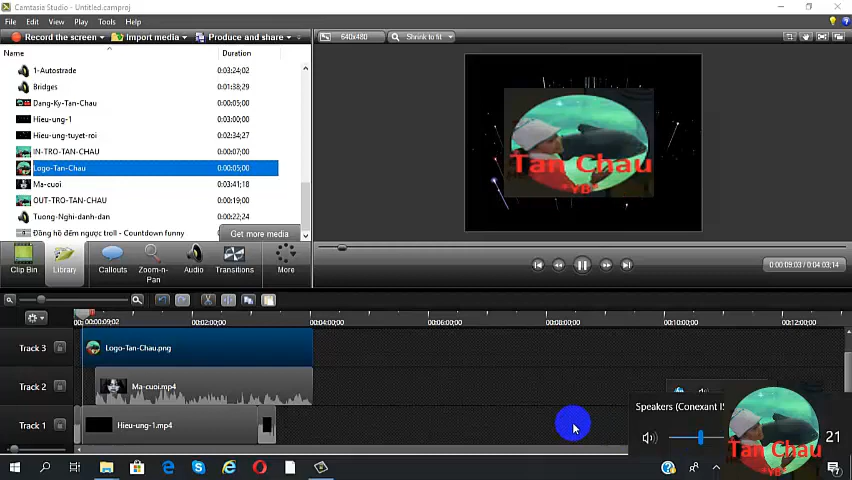 Camtasia Studio - Untitled.camproj
File Edit View Play Tools Help
Record the screen Import media Produce and share
640x480 Shrink to fit
Name Duration
1-Autostrade 0:03:24;02
Bridges 0:01:38;29
Dang-Ky-Tan-Chau 0:00:05;00
Hieu-ung-1 0:03:00;00
Hieu-ung-tuyet-roi 0:02:34;27
IN-TRO-TAN-CHAU 0:00:07;00
Logo-Tan-Chau 0:00:05;00
Ma-cuoi 0:03:41;18
OUT-TRO-TAN-CHAU 0:00:19;00
Tuong-Nghi-danh-dan 0:00:22;24
Đồng hồ đếm ngược troll - Countdown funny
Get more media
Tan Chau
"YB"
Clip Bin Library Callouts Zoom-n-Pan Audio Transitions More
0:00:09;03 / 0:04:03;14
00:00:09;02 00:02:00;00 00:04:00;00 00:06:00;00 00:08:00;00 00:10:00;00 00:12:00;00
Track 3 Logo-Tan-Chau.png
Track 2 Ma-cuoi.mp4
Track 1 Hieu-ung-1.mp4
Speakers (Conexant
21
Tan Chau
"YB"